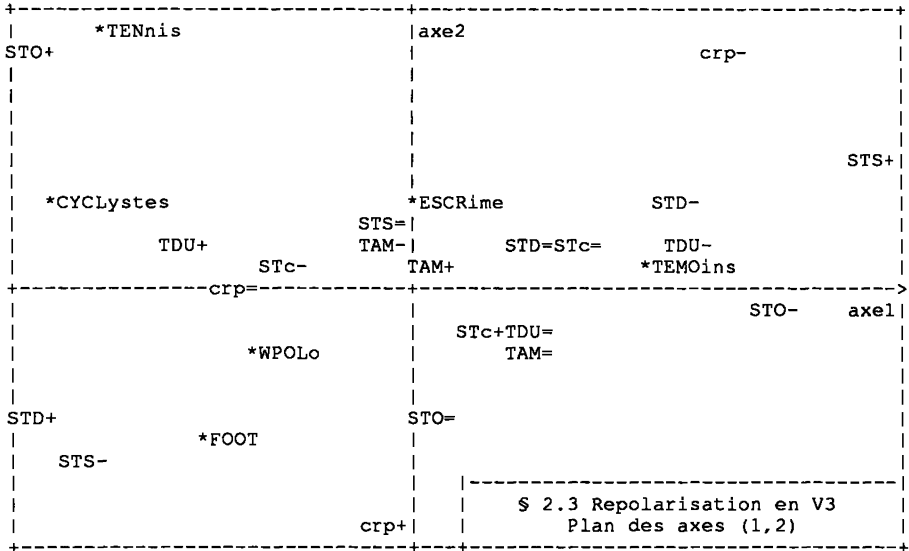 *TENnis axe2
STO+ crp-
STS+
*CYCLystes *ESCRime STD-
STS=
TDU+ TAM- STD=STc= TDU-
STc- TAM+ *TEMOins
crp=
STO- axe1
STc+TDU=
*WPOLo TAM=
STD+ STO=
*FOOT
STS-
§ 2.3 Repolarisation en V3
crp+ Plan des axes (1,2)